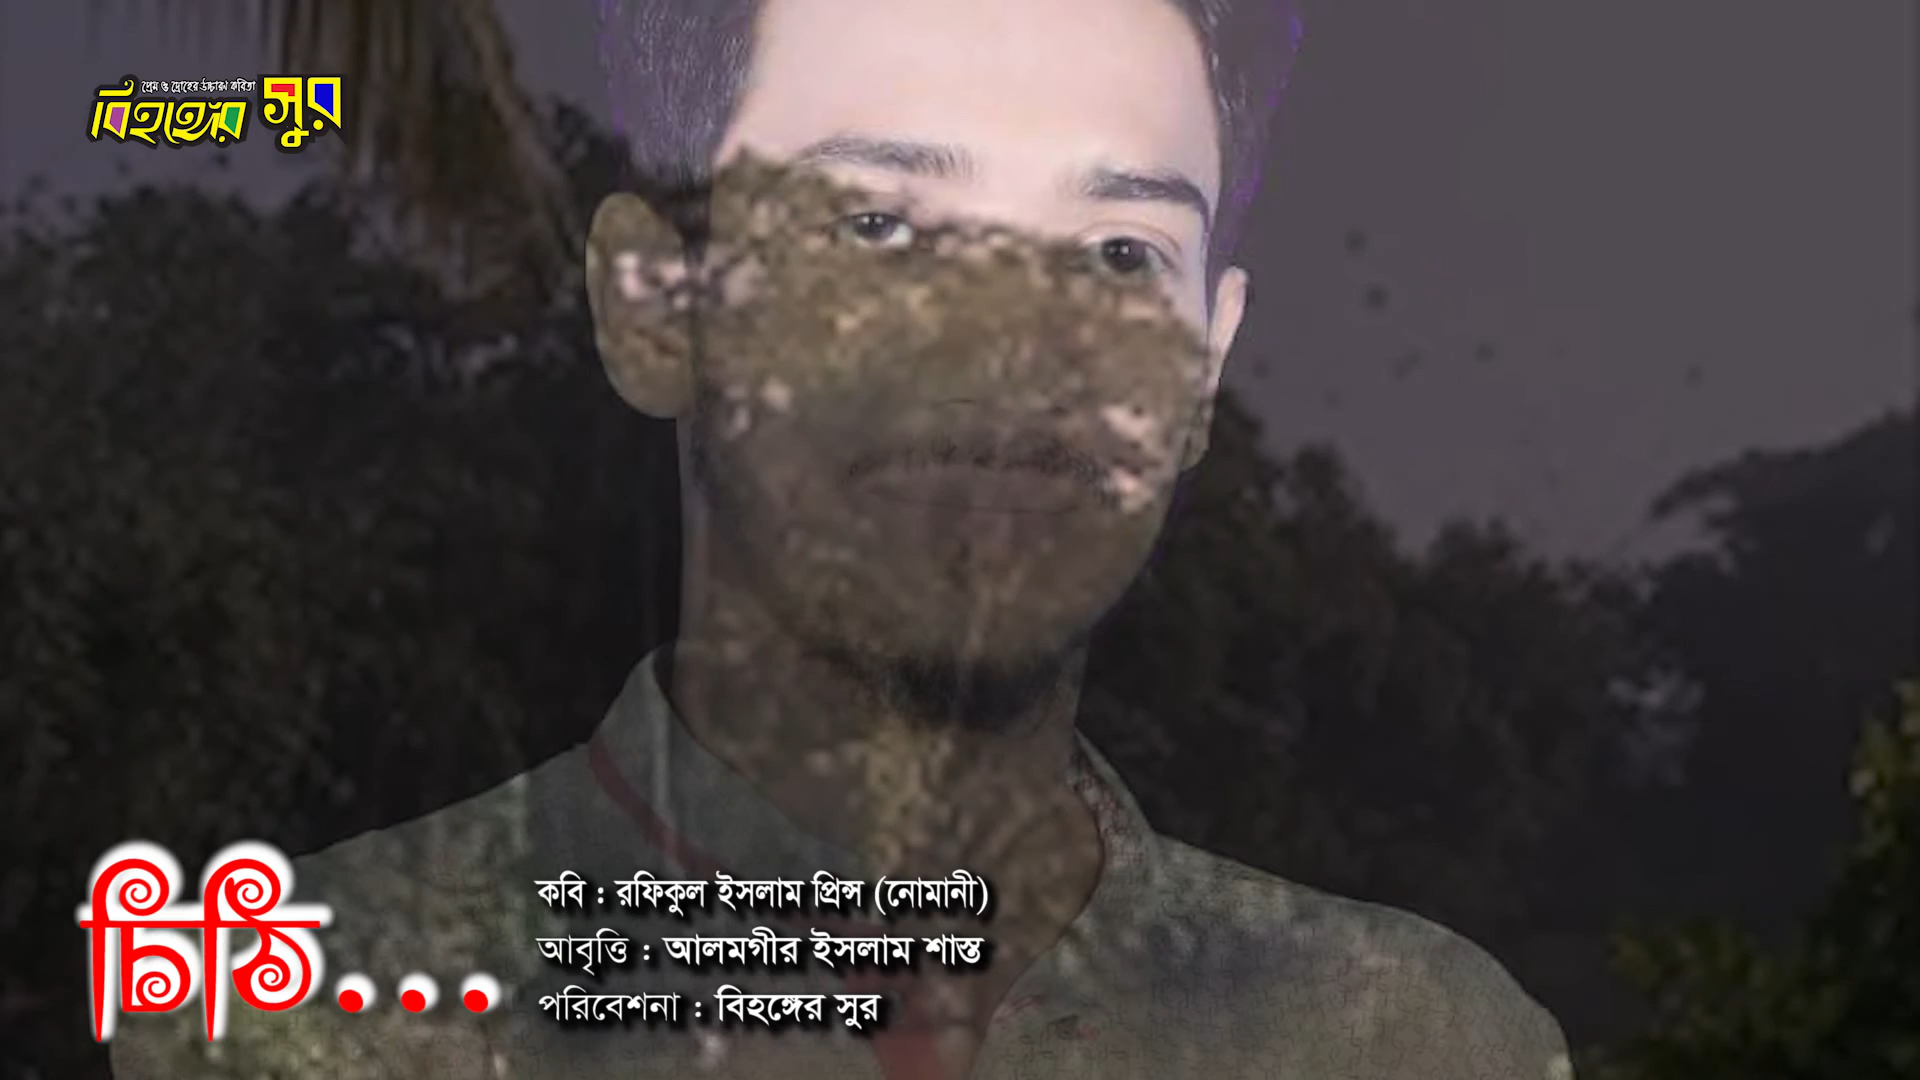 প্রেম ও দ্রোহের উচ্চারণ কবিতা
বিহঙ্গের সুর
চিঠি...
কবি : রফিকুল ইসলাম প্রিন্স (নোমানী)
আবৃত্তি : আলমগীর ইসলাম শান্ত
পরিবেশনা : বিহঙ্গের সুর